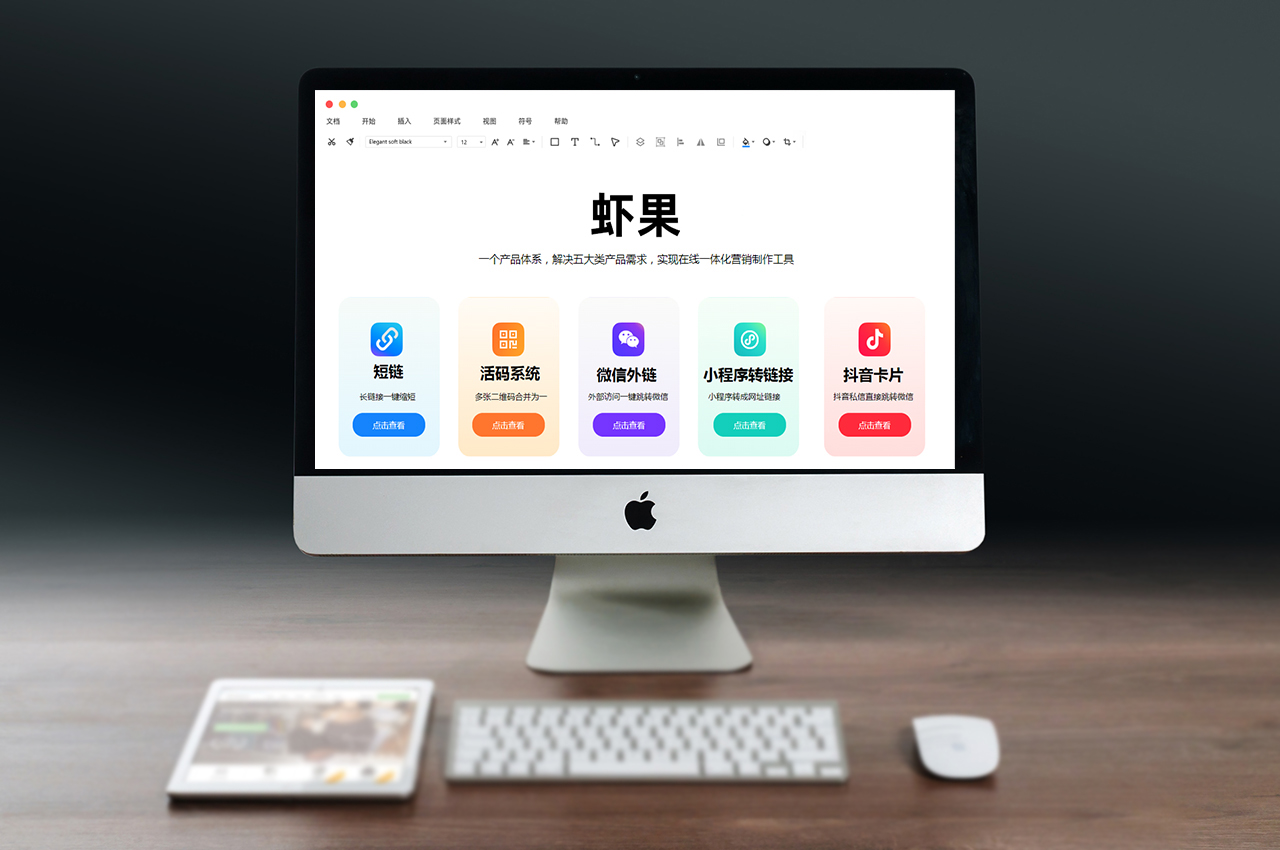 文档 开始 插入 页面样式 视图 符号 帮助
Elegant soft black 12
虾果
一个产品体系，解决五大类产品需求，实现在线一体化营销制作工具
短链 活码系统 微信外链 小程序转链接 抖音卡片
长链接一键缩短 多张二维码合并为一 外部访问一键跳转微信 小程序转成网址链接 抖音私信直接跳转微信
点击查看 点击查看 点击查看 点击查看 点击查看